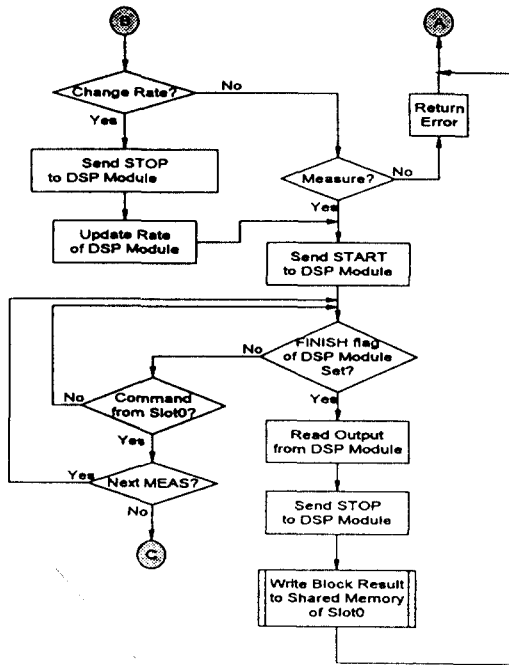 B
A
Change Rate?
No
Yes
Return
Error
Send STOP
to DSP Module
Measure?
No
Yes
Update Rate
of DSP Module
Send START
to DSP Module
FINISH flag
of DSP Module
Set?
No
Yes
Command
from Slot0?
No
Yes
Read Output
from DSP Module
Next MEAS?
Yes
No
Send STOP
to DSP Module
C
Write Block Result
to Shared Memory
of Slot0